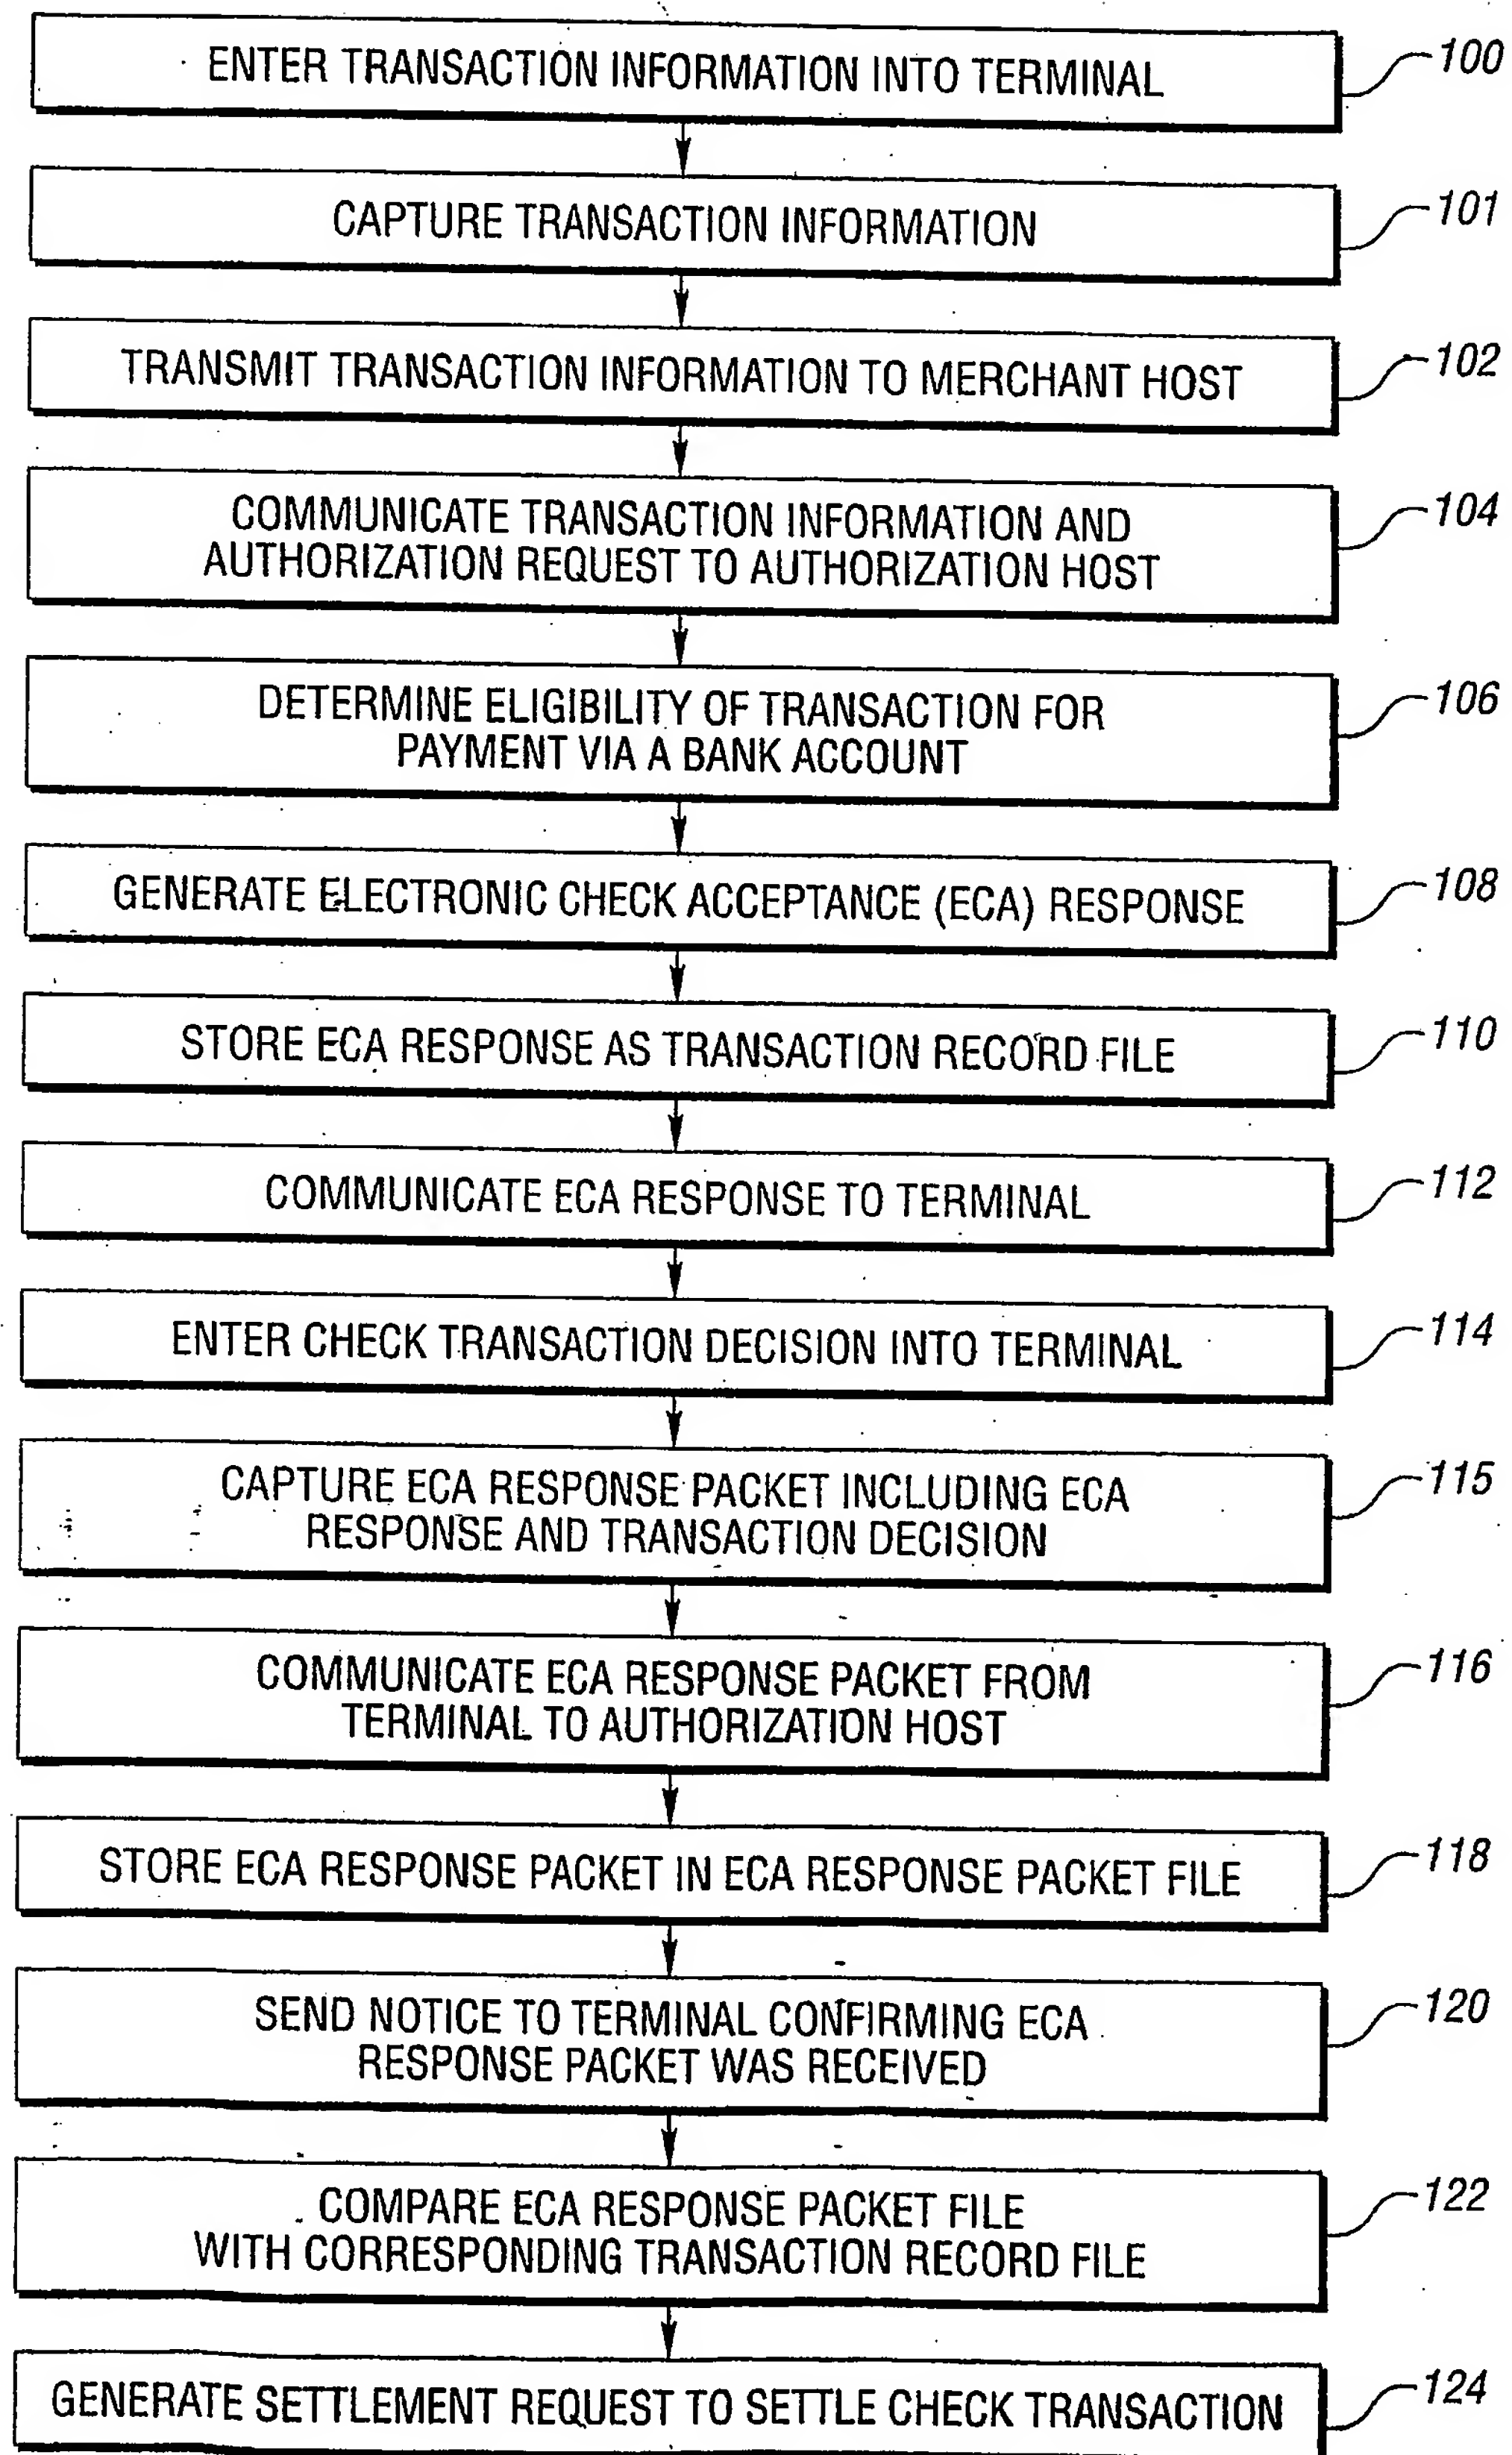 ENTER TRANSACTION INFORMATION INTO TERMINAL
100
CAPTURE TRANSACTION INFORMATION
101
TRANSMIT TRANSACTION INFORMATION TO MERCHANT HOST
102
COMMUNICATE TRANSACTION INFORMATION AND
AUTHORIZATION REQUEST TO AUTHORIZATION HOST
104
DETERMINE ELIGIBILITY OF TRANSACTION FOR
PAYMENT VIA A BANK ACCOUNT
106
GENERATE ELECTRONIC CHECK ACCEPTANCE (ECA) RESPONSE
108
STORE ECA RESPONSE AS TRANSACTION RECORD FILE
110
COMMUNICATE ECA RESPONSE TO TERMINAL
112
ENTER CHECK TRANSACTION DECISION INTO TERMINAL
114
CAPTURE ECA RESPONSE PACKET INCLUDING ECA
RESPONSE AND TRANSACTION DECISION
115
COMMUNICATE ECA RESPONSE PACKET FROM
TERMINAL TO AUTHORIZATION HOST
116
STORE ECA RESPONSE PACKET IN ECA RESPONSE PACKET FILE
118
SEND NOTICE TO TERMINAL CONFIRMING ECA
RESPONSE PACKET WAS RECEIVED
120
COMPARE ECA RESPONSE PACKET FILE
WITH CORRESPONDING TRANSACTION RECORD FILE
122
GENERATE SETTLEMENT REQUEST TO SETTLE CHECK TRANSACTION
124